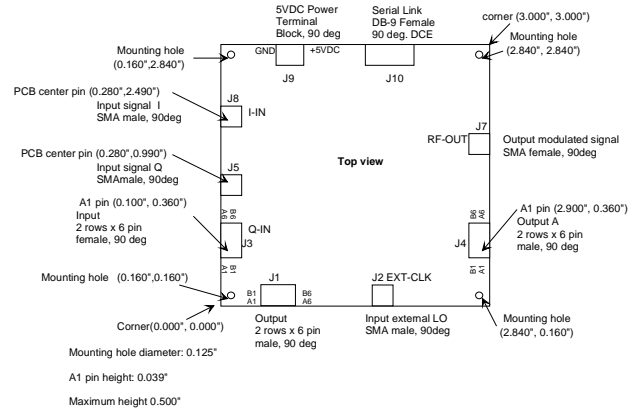 5VDC Power
Terminal
Block, 90 deg
Serial Link
DB-9 Female
90 deg. DCE
corner (3.000", 3.000")
Mounting hole
(0.160",2.840")
GND
+5VDC
Mounting hole
(2.840", 2.840")
J9
J10
PCB center pin (0.280",2.490")
Input signal I
SMA male, 90deg
J8
I-IN
J7
RF-OUT
Output modulated signal
SMA female, 90deg
PCB center pin (0.280",0.990")
Input signal Q
SMAmale, 90deg
J5
Top view
A1 pin (0.100", 0.360")
Input
2 rows x 6 pin
female, 90 deg
A6
B6
Q-IN
J3
A1
B1
B6
A6
J4
B1
A1
A1 pin (2.900", 0.360")
Output A
2 rows x 6 pin
male, 90 deg
Mounting hole (0.160",0.160")
J1
B1
A1
B6
A6
J2 EXT-CLK
Corner(0.000", 0.000")
Output
2 rows x 6 pin
male, 90 deg
Input external LO
SMA male, 90deg
Mounting hole
(2.840", 0.160")
Mounting hole diameter: 0.125"
A1 pin height: 0.039"
Maximum height 0.500"